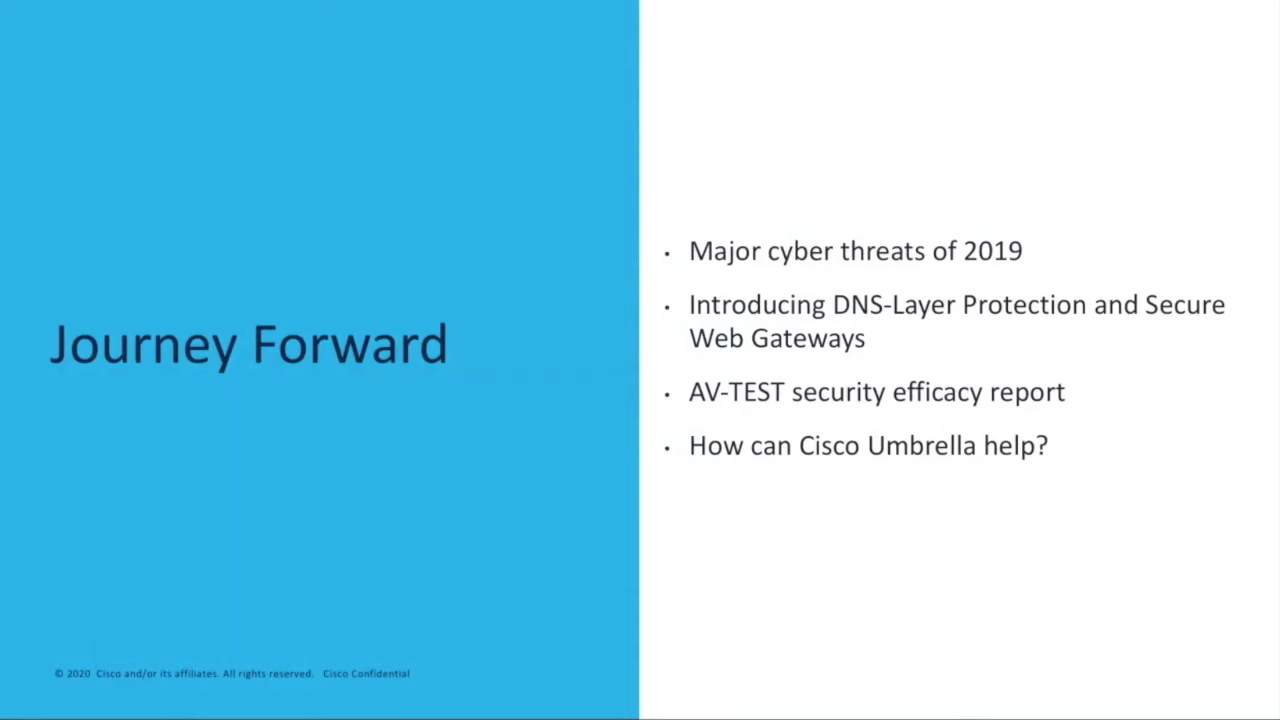 Journey Forward
• Major cyber threats of 2019
• Introducing DNS-Layer Protection and Secure
Web Gateways
• AV-TEST security efficacy report
• How can Cisco Umbrella help?
© 2020 Cisco and/or its affiliates. All rights reserved. Cisco Confidential